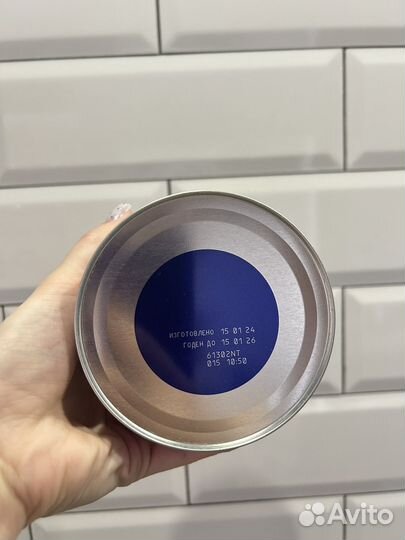 ИЗГОТОВЛЕНО 15 01 24
ГОДЕН ДО 15 01 26
61302NT
015 10:50
Avito